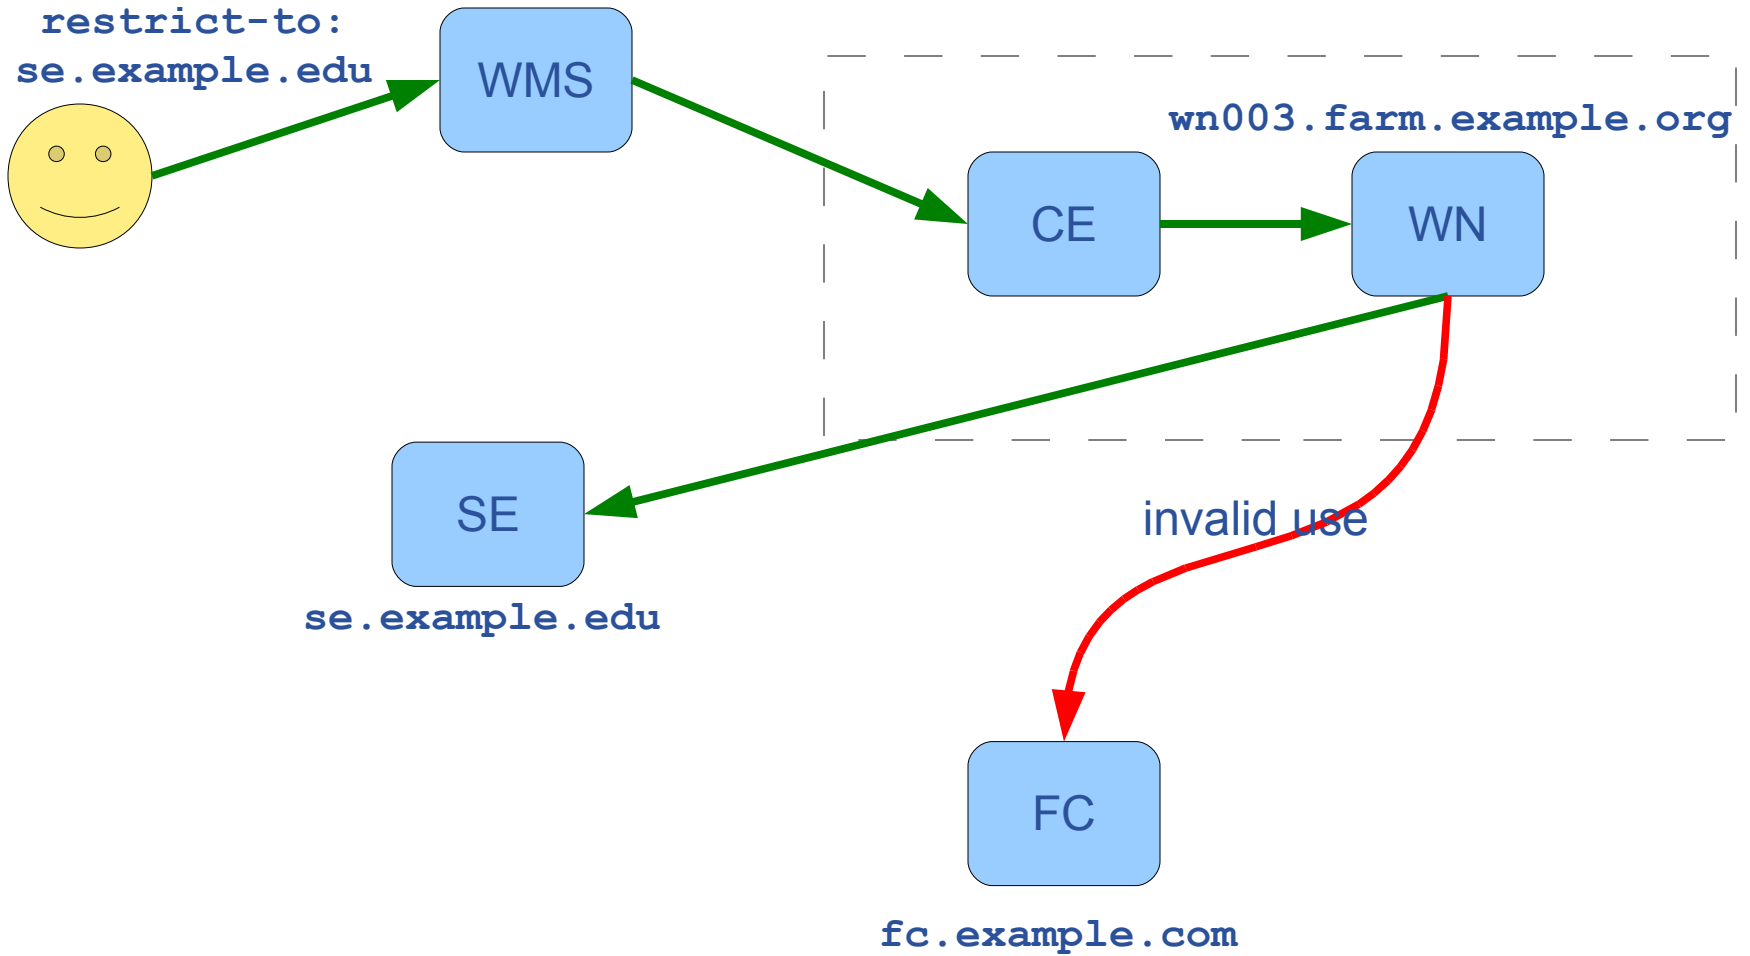 restrict-to:
se.example.edu
WMS
wn003.farm.example.org
CE
WN
SE
se.example.edu
invalid use
FC
fc.example.com